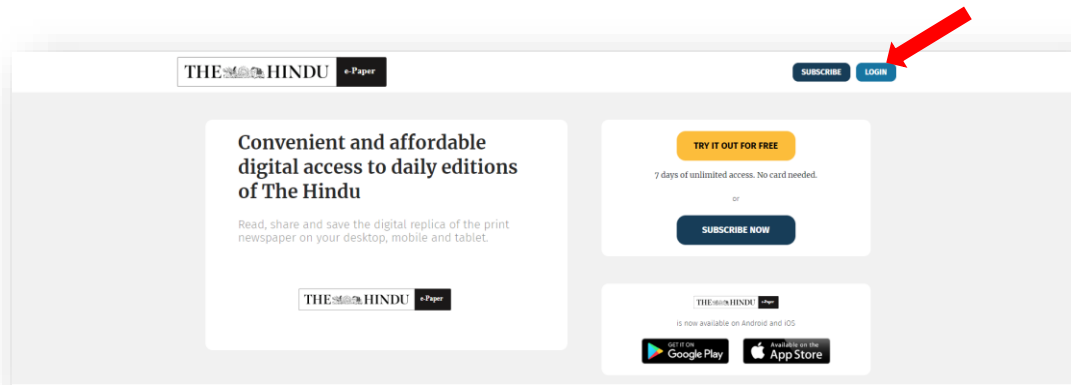 THE HINDU e-Paper
SUBSCRIBE LOGIN
Convenient and affordable
digital access to daily editions
of The Hindu
Read, share and save the digital replica of the print
newspaper on your desktop, mobile and tablet.
THE HINDU e-Paper
TRY IT OUT FOR FREE
7 days of unlimited access. No card needed.
or
SUBSCRIBE NOW
THE HINDU e-Paper
is now available on Android and iOS
GET IT ON
Google Play
Available on the
App Store